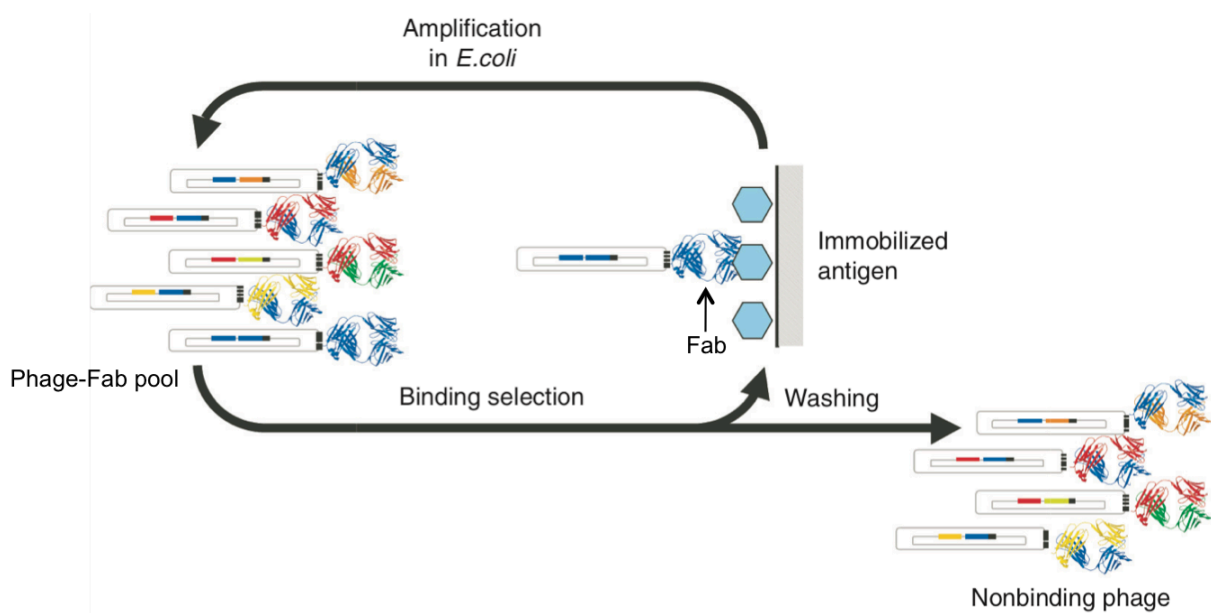 Amplification
in E.coli
Immobilized
antigen
Fab
Phage-Fab pool
Binding selection
Washing
Nonbinding phage